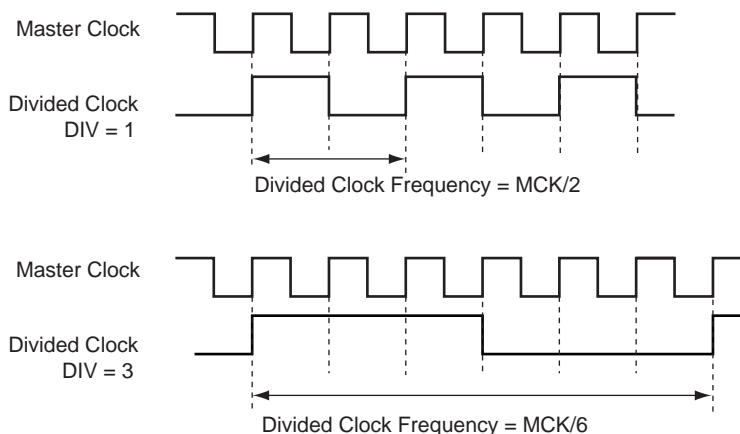 Master Clock
Divided Clock
DIV = 1
Divided Clock Frequency = MCK/2
Master Clock
Divided Clock
DIV = 3
Divided Clock Frequency = MCK/6